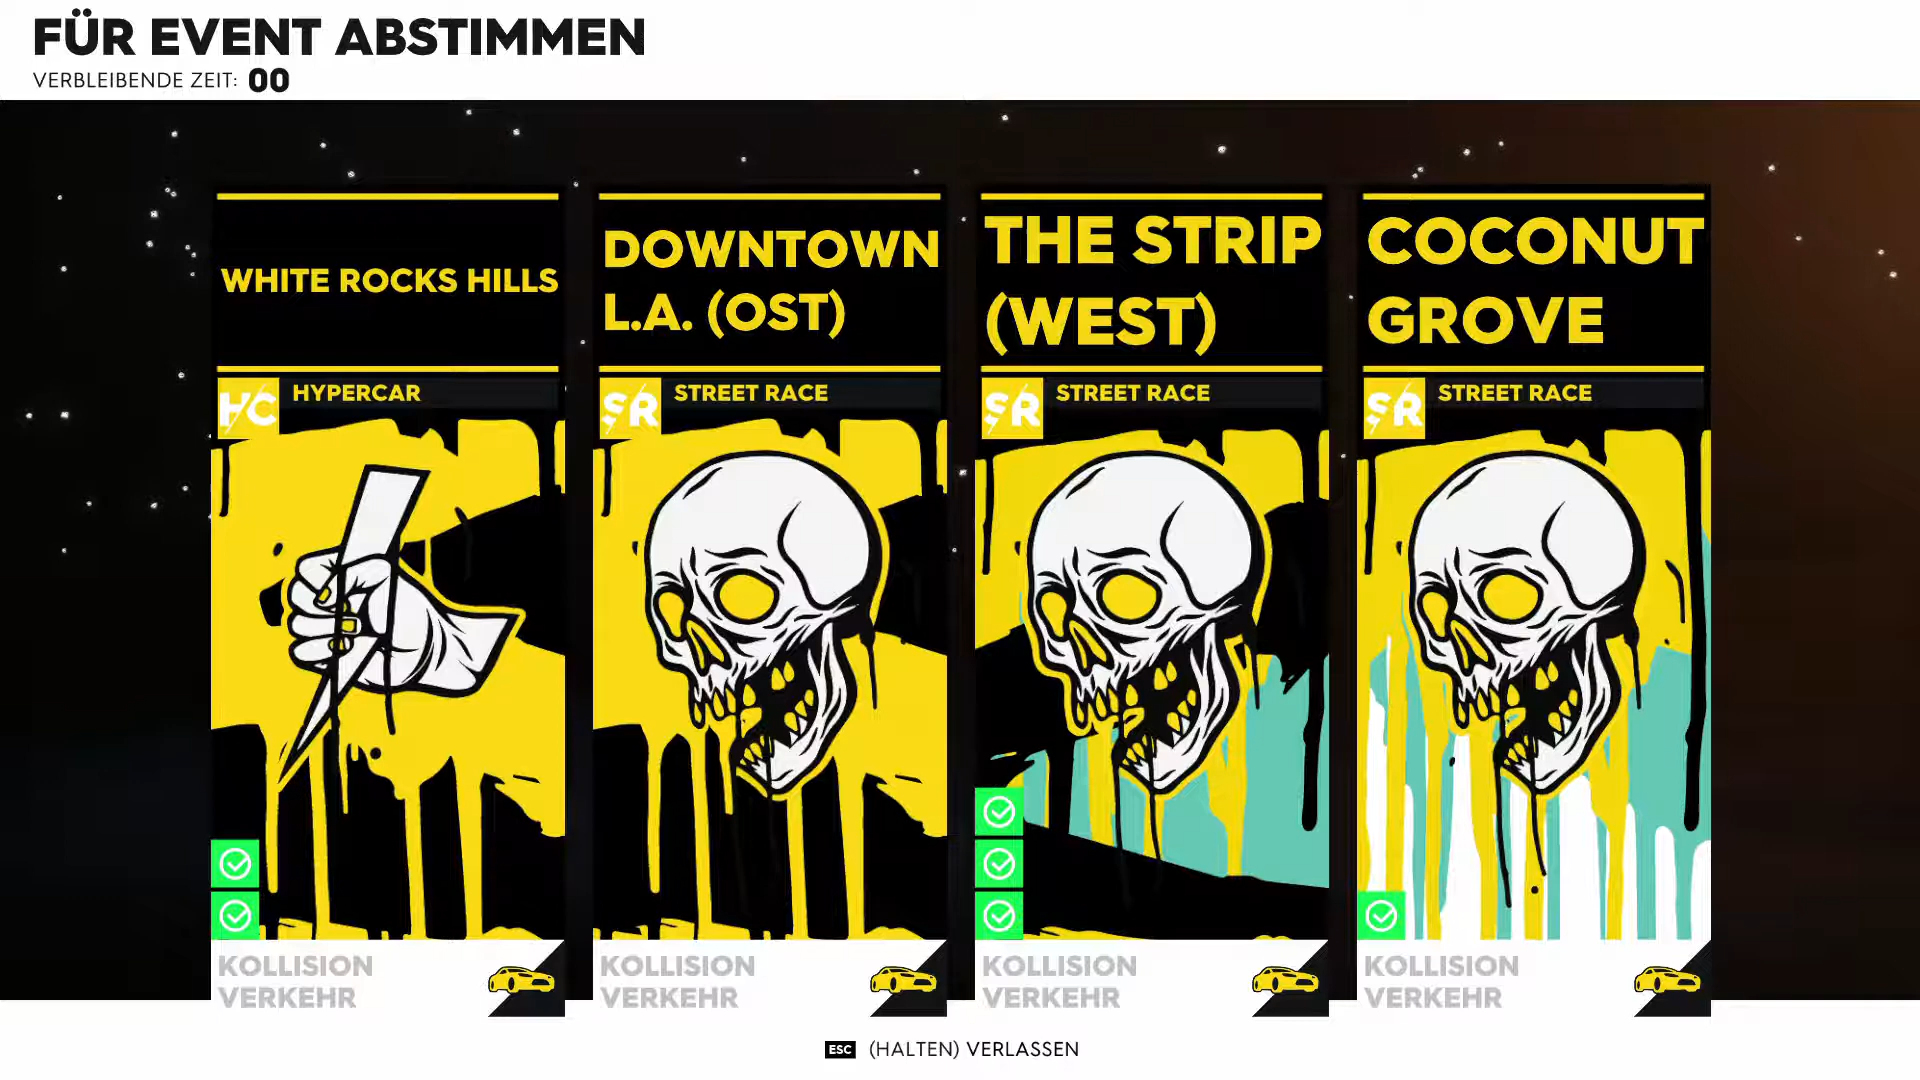 FÜR EVENT ABSTIMMEN
VERBLEIBENDE ZEIT: 00
WHITE ROCKS HILLS
HC HYPERCAR
KOLLISION
VERKEHR
DOWNTOWN
L.A. (OST)
SR STREET RACE
KOLLISION
VERKEHR
THE STRIP
(WEST)
SR STREET RACE
KOLLISION
VERKEHR
COCONUT
GROVE
SR STREET RACE
KOLLISION
VERKEHR
ESC (HALTEN) VERLASSEN